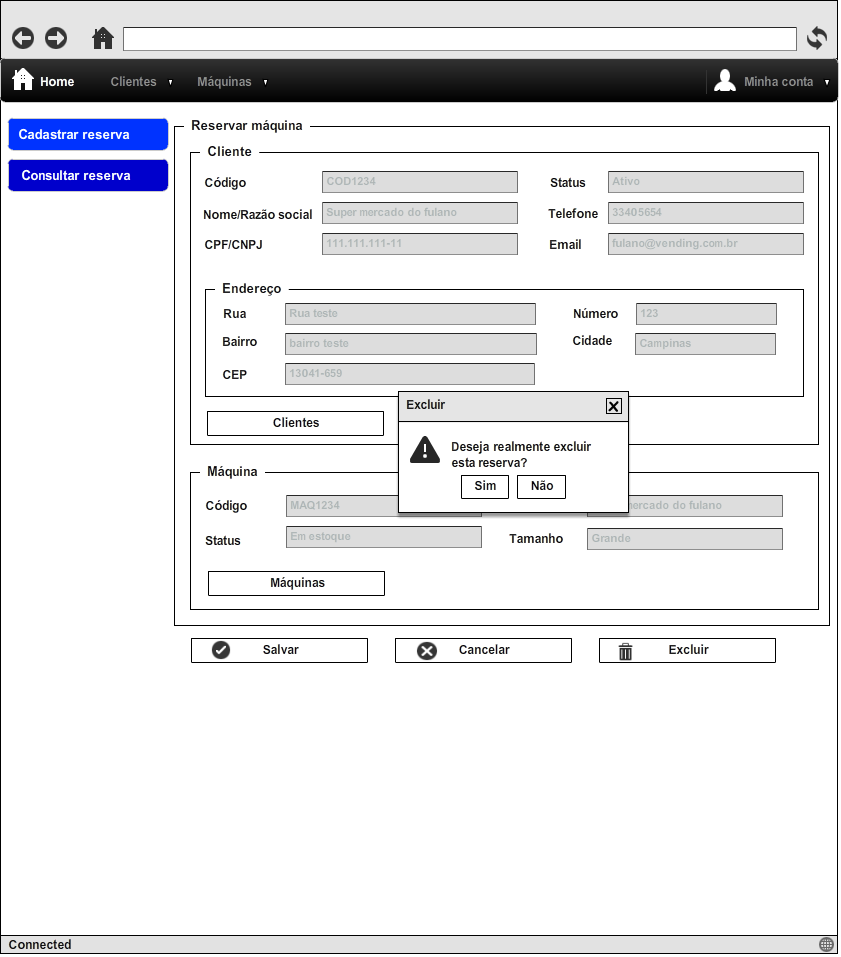 Home Clientes Máquinas Minha conta
Cadastrar reserva
Consultar reserva
Reservar máquina
Cliente
Código COD1234 Status Ativo
Nome/Razão social Super mercado do fulano Telefone 33405654
CPF/CNPJ 111.111.111-11 Email fulano@vending.com.br
Endereço
Rua Rua teste Número 123
Bairro bairro teste Cidade Campinas
CEP 13041-659
Clientes
Excluir
Deseja realmente excluir
esta reserva?
Sim Não
Máquina
Código MAQ1234 do fulano
Status Em estoque Tamanho Grande
Máquinas
Salvar Cancelar Excluir
Connected